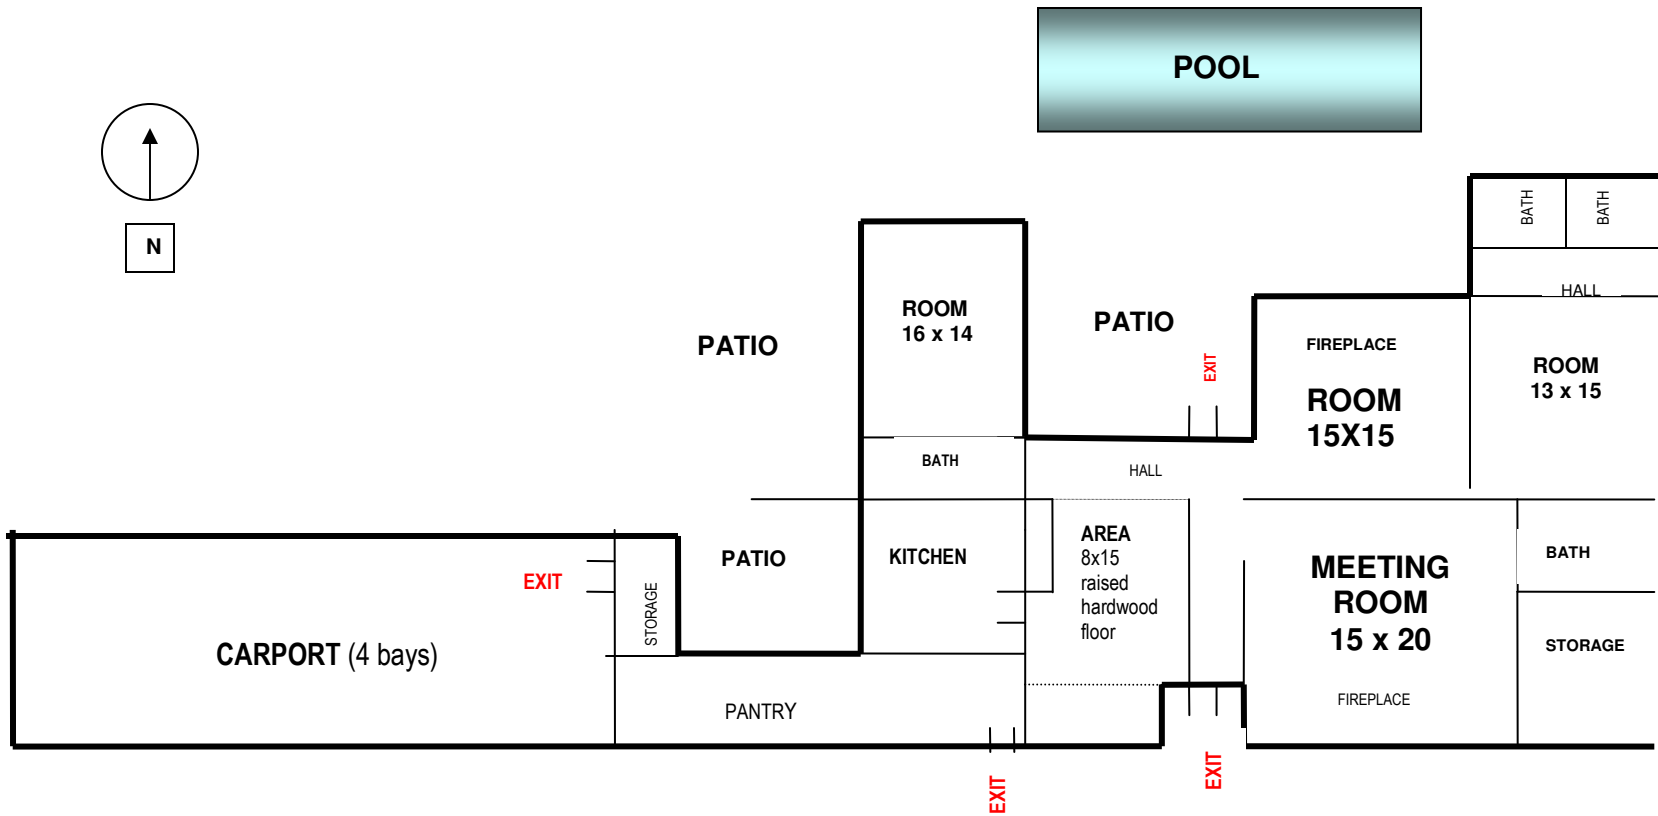 POOL
N
BATH
BATH
HALL
ROOM
16 x 14
PATIO
PATIO
FIREPLACE
EXIT
ROOM
13 x 15
ROOM
15X15
BATH
HALL
AREA
8x15
raised
hardwood
floor
PATIO
KITCHEN
EXIT
STORAGE
MEETING
ROOM
15 x 20
BATH
STORAGE
CARPORT (4 bays)
FIREPLACE
PANTRY
EXIT
EXIT